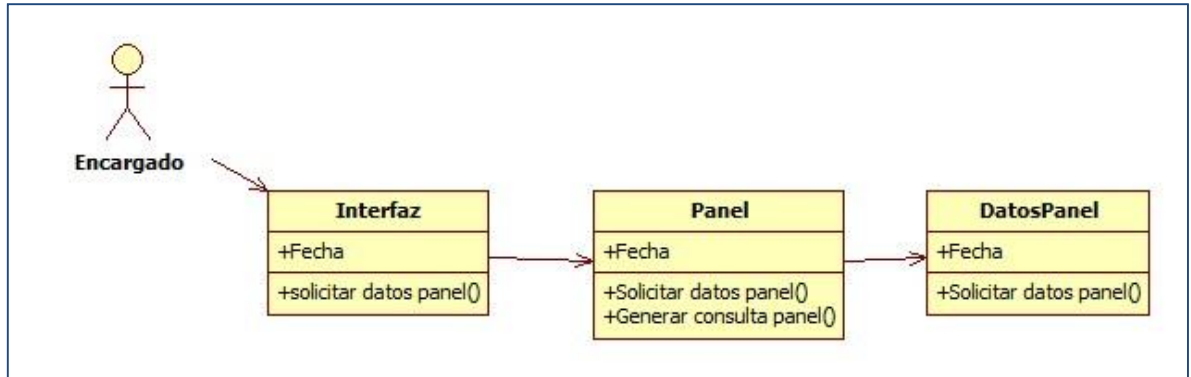 Encargado
Interfaz
+Fecha
+solicitar datos panel()
Panel
+Fecha
+Solicitar datos panel()
+Generar consulta panel()
DatosPanel
+Fecha
+Solicitar datos panel()